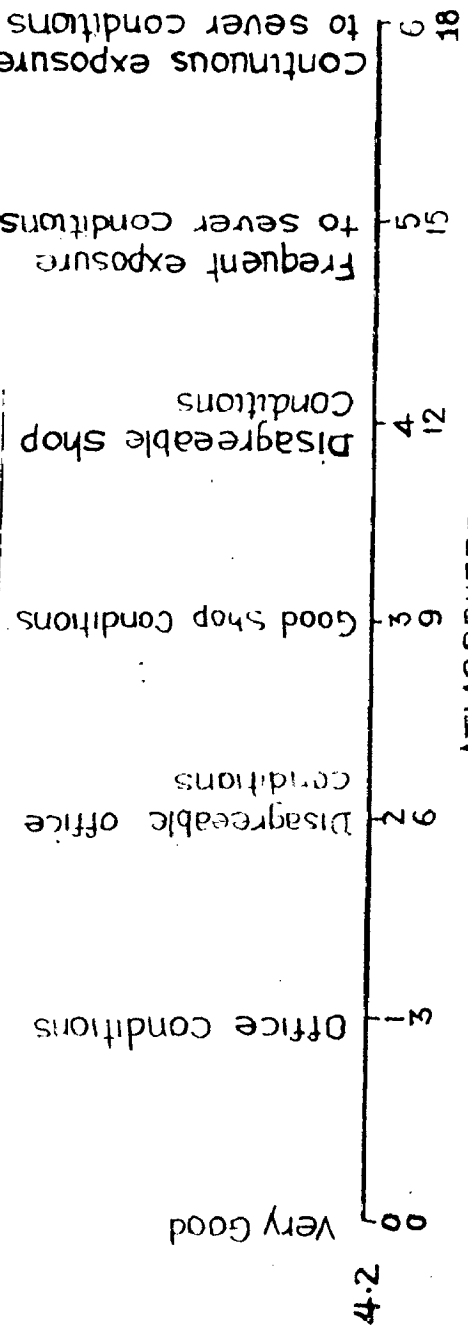 4.2
Very Good
0
0
Office conditions
1
3
Disagreeable office
conditions
2
6
Good Shop Conditions
3
9
Disagreeable Shop
Conditions
4
12
Frequent exposure
to sever conditions
5
15
Continuous exposure
to sever conditions
6
18
ATMOSPHERE